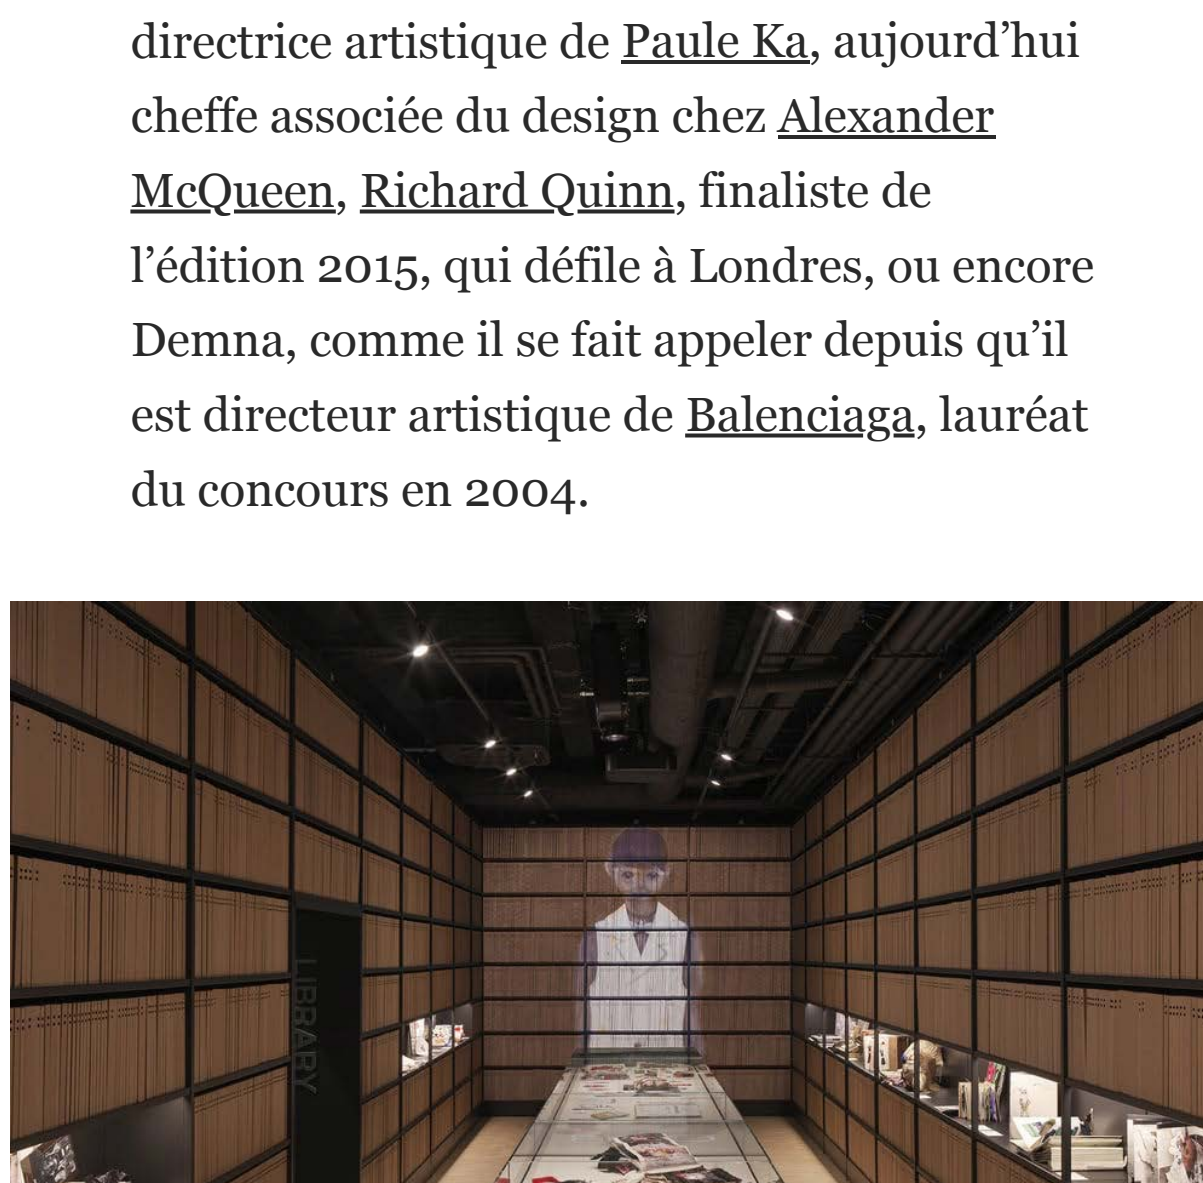 directrice artistique de Paule Ka, aujourd’hui
cheffe associée du design chez Alexander
McQueen, Richard Quinn, finaliste de
l’édition 2015, qui défile à Londres, ou encore
Demna, comme il se fait appeler depuis qu’il
est directeur artistique de Balenciaga, lauréat
du concours en 2004.
LIBRARY